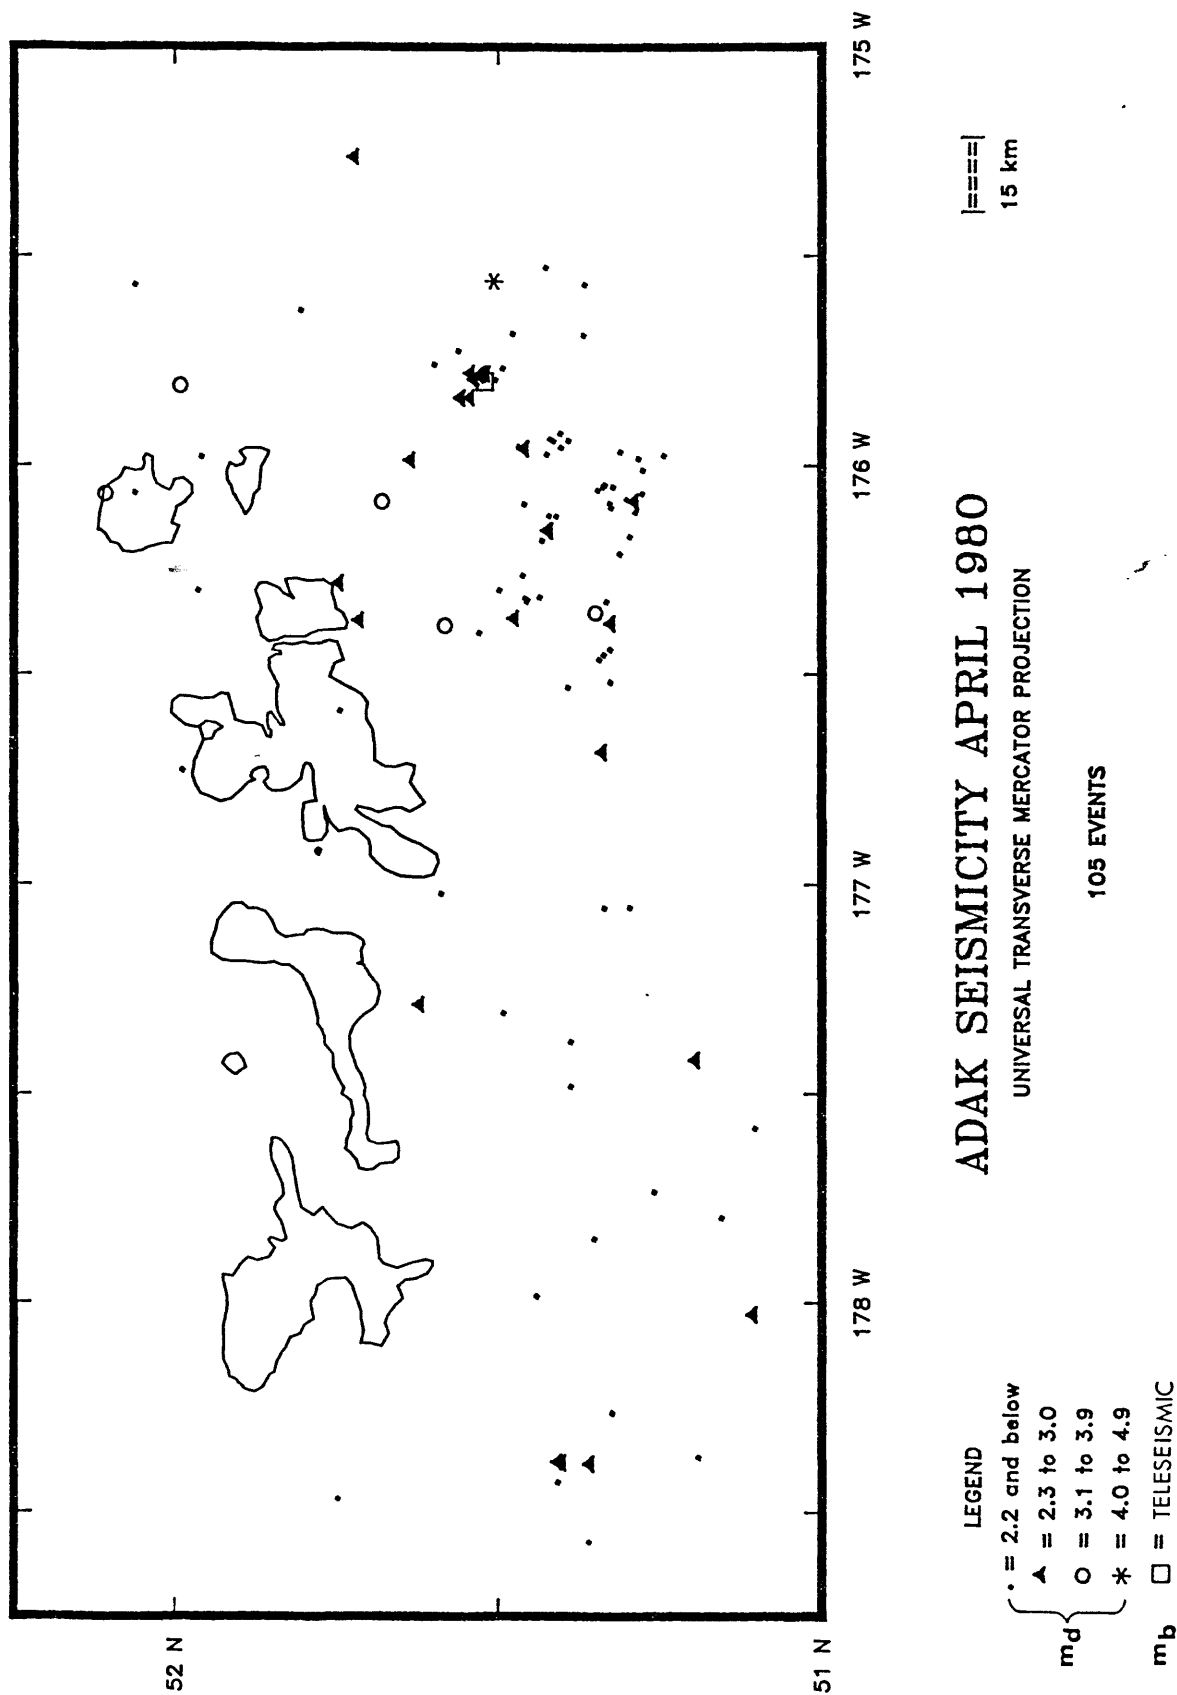 52 N
51 N
178 W
177 W
176 W
175 W
ADAK SEISMICITY APRIL 1980
UNIVERSAL TRANSVERSE MERCATOR PROJECTION
105 EVENTS
|====|
15 km
LEGEND
· = 2.2 and below
▲ = 2.3 to 3.0
○ = 3.1 to 3.9
* = 4.0 to 4.9
□ = TELESEISMIC
md
mb